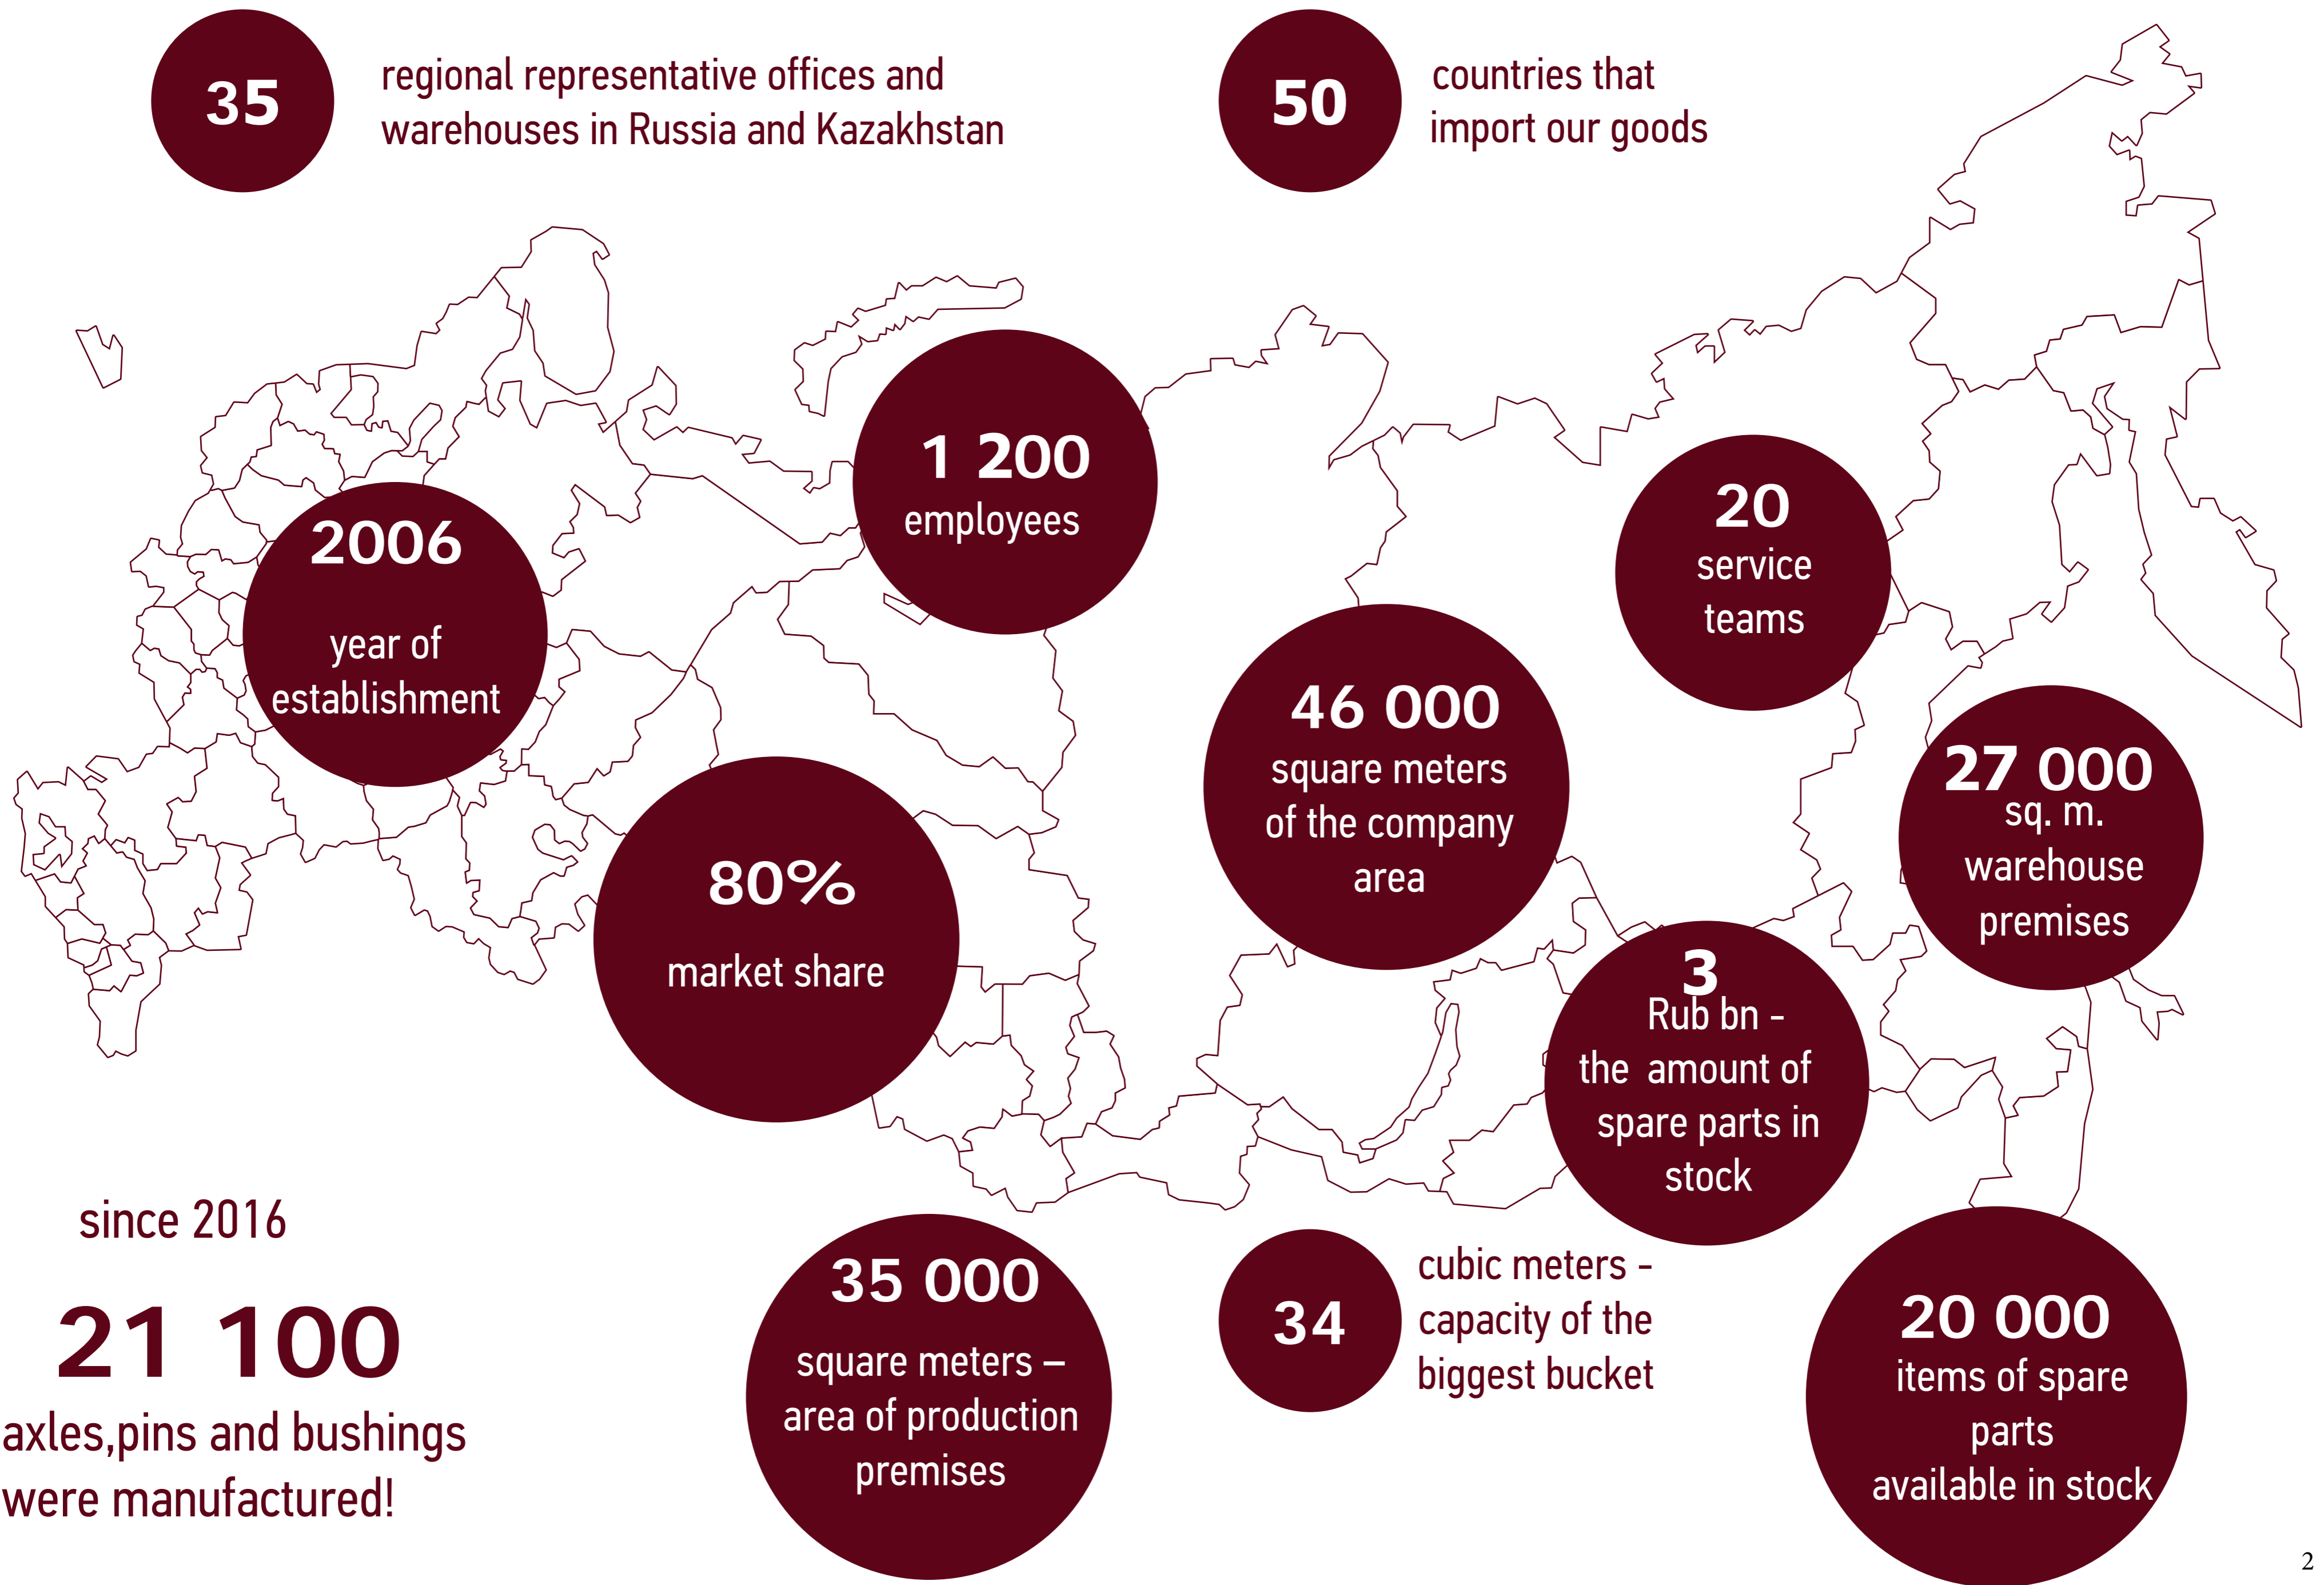 35
regional representative offices and
warehouses in Russia and Kazakhstan
50
countries that
import our goods
1 200
employees
2006
year of
establishment
20
service
teams
46 000
square meters
of the company
area
27 000
sq. m.
warehouse
premises
80%
market share
3
Rub bn -
the amount of
spare parts in
stock
since 2016
21 100
axles,pins and bushings
were manufactured!
35 000
square meters –
area of production
premises
34
cubic meters -
capacity of the
biggest bucket
20 000
items of spare
parts
available in stock
2